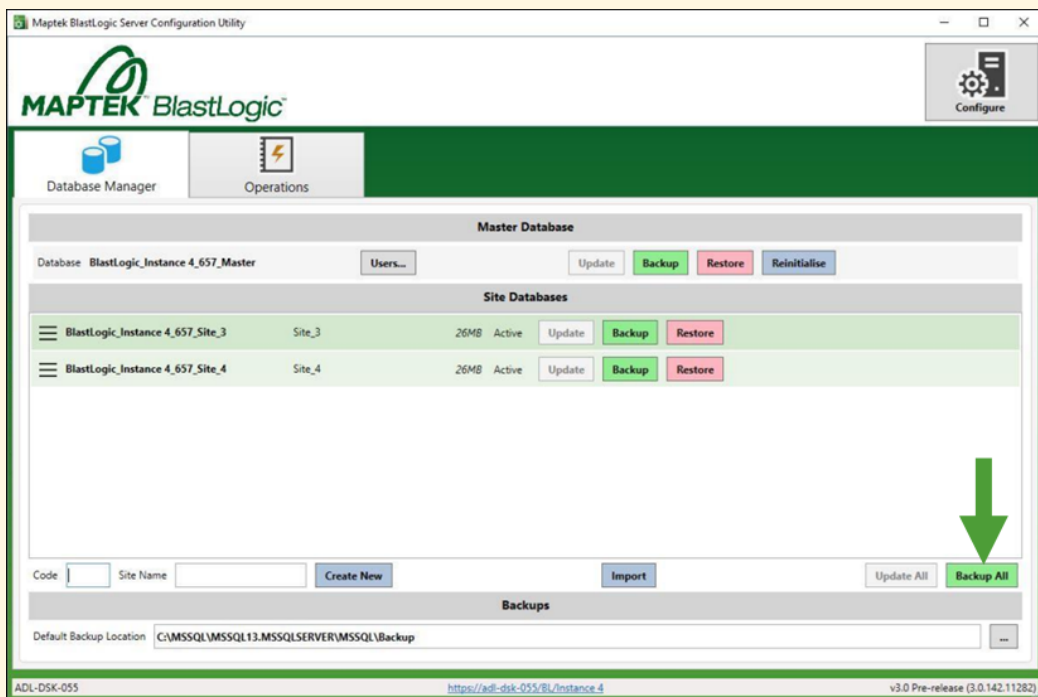 Maptek BlastLogic Server Configuration Utility
MAPTEK™ BlastLogic™
Configure
Database Manager
Operations
Master Database
Database BlastLogic_Instance 4_657_Master Users... Update Backup Restore Reinitialise
Site Databases
BlastLogic_Instance 4_657_Site_3 Site_3 26MB Active Update Backup Restore
BlastLogic_Instance 4_657_Site_4 Site_4 26MB Active Update Backup Restore
Code Site Name Create New Import Update All Backup All
Backups
Default Backup Location C:\MSSQL\MSSQL13.MSSQLSERVER\MSSQL\Backup ...
ADL-DSK-055 https://adl-dsk-055/BL/Instance 4 v3.0 Pre-release (3.0.142.11282)